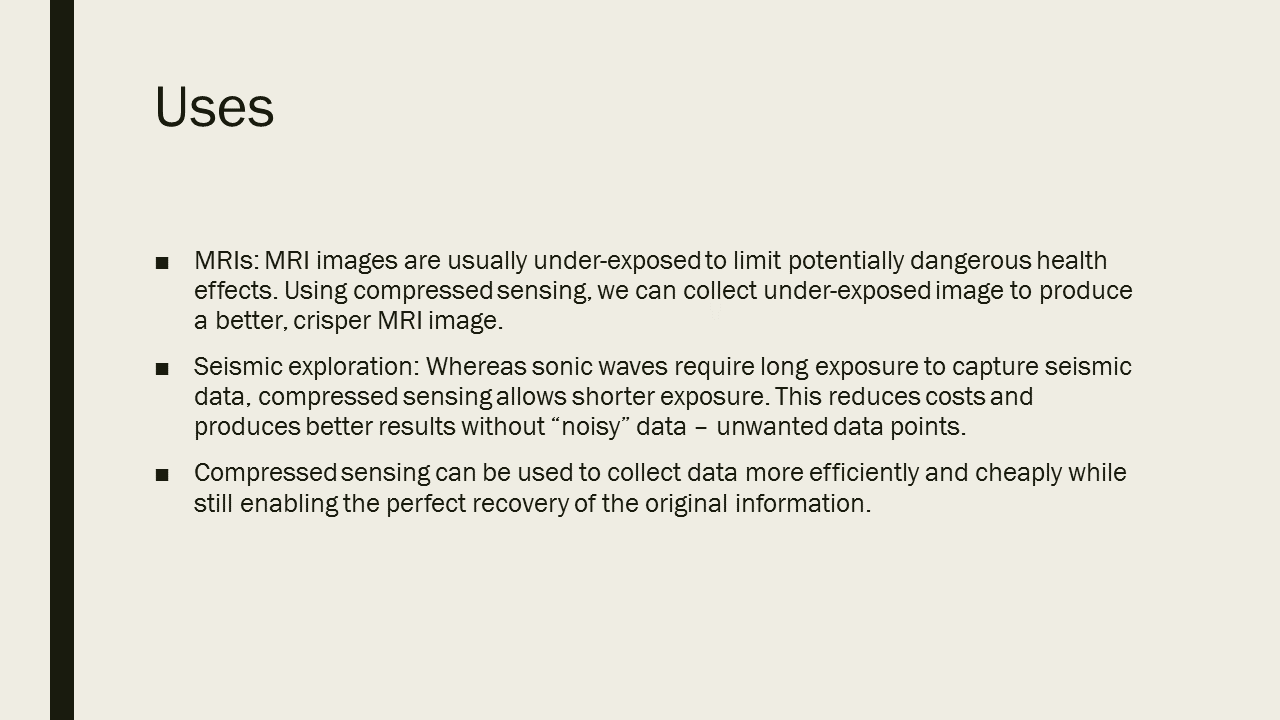 Uses
■ MRIs: MRI images are usually under-exposed to limit potentially dangerous health
effects. Using compressed sensing, we can collect under-exposed image to produce
a better, crisper MRI image.
■ Seismic exploration: Whereas sonic waves require long exposure to capture seismic
data, compressed sensing allows shorter exposure. This reduces costs and
produces better results without “noisy” data – unwanted data points.
■ Compressed sensing can be used to collect data more efficiently and cheaply while
still enabling the perfect recovery of the original information.